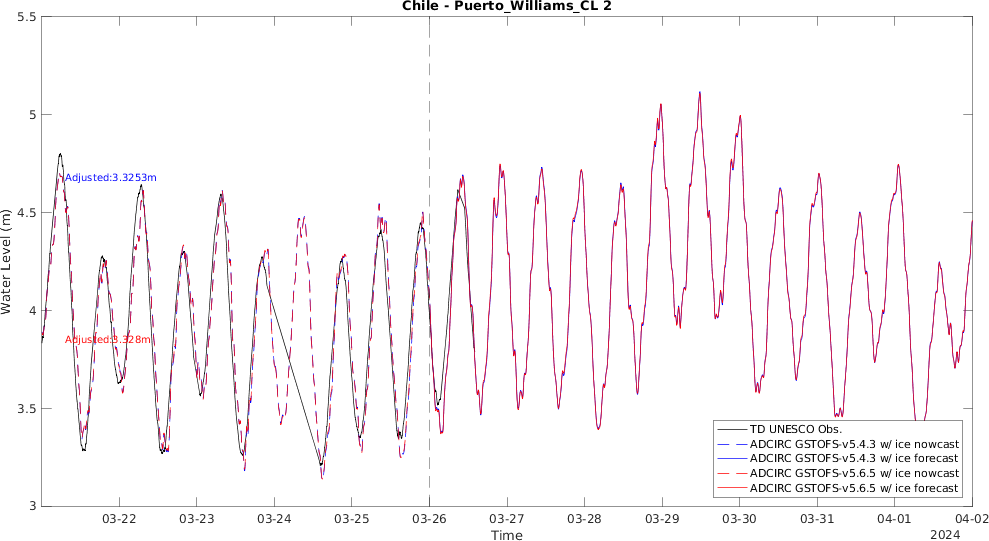 Chile - Puerto_Williams_CL 2
Water Level (m)
5.5
5
4.5
4
3.5
3
Adjusted:3.3253m
Adjusted:3.328m
TD UNESCO Obs.
ADCIRC GSTOFS-v5.4.3 w/ ice nowcast
ADCIRC GSTOFS-v5.4.3 w/ ice forecast
ADCIRC GSTOFS-v5.6.5 w/ ice nowcast
ADCIRC GSTOFS-v5.6.5 w/ ice forecast
03-22 03-23 03-24 03-25 03-26 03-27 03-28 03-29 03-30 03-31 04-01 04-02
Time
2024